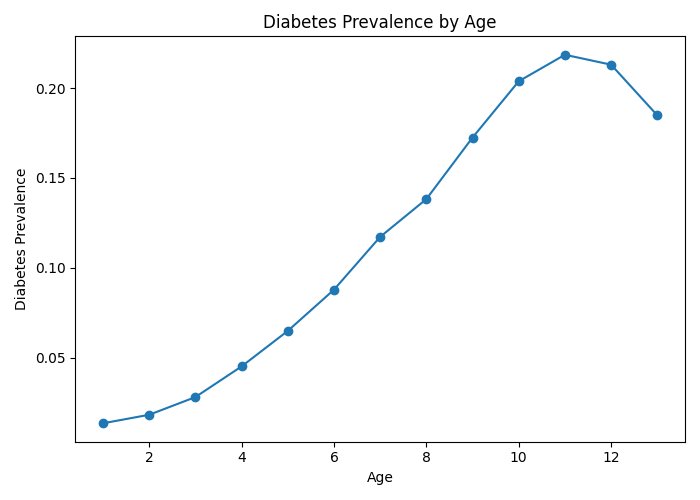 Diabetes Prevalence by Age
Diabetes Prevalence
0.20
0.15
0.10
0.05
2 4 6 8 10 12
Age